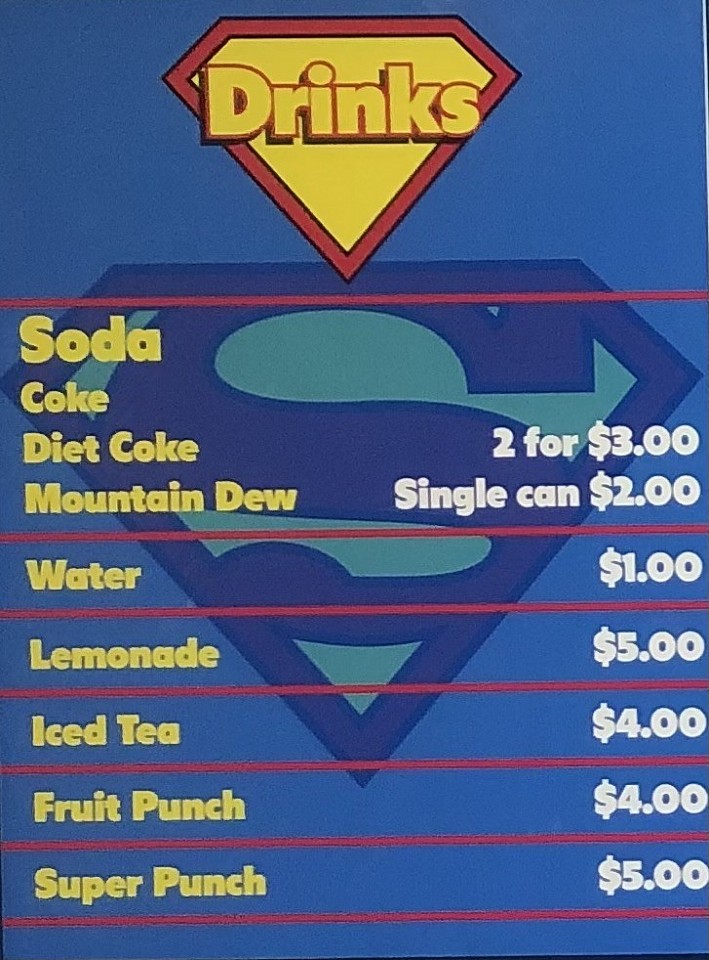 Drinks
Soda
Coke
Diet Coke 2 for $3.00
Mountain Dew Single can $2.00
Water $1.00
Lemonade $5.00
Iced Tea $4.00
Fruit Punch $4.00
Super Punch $5.00